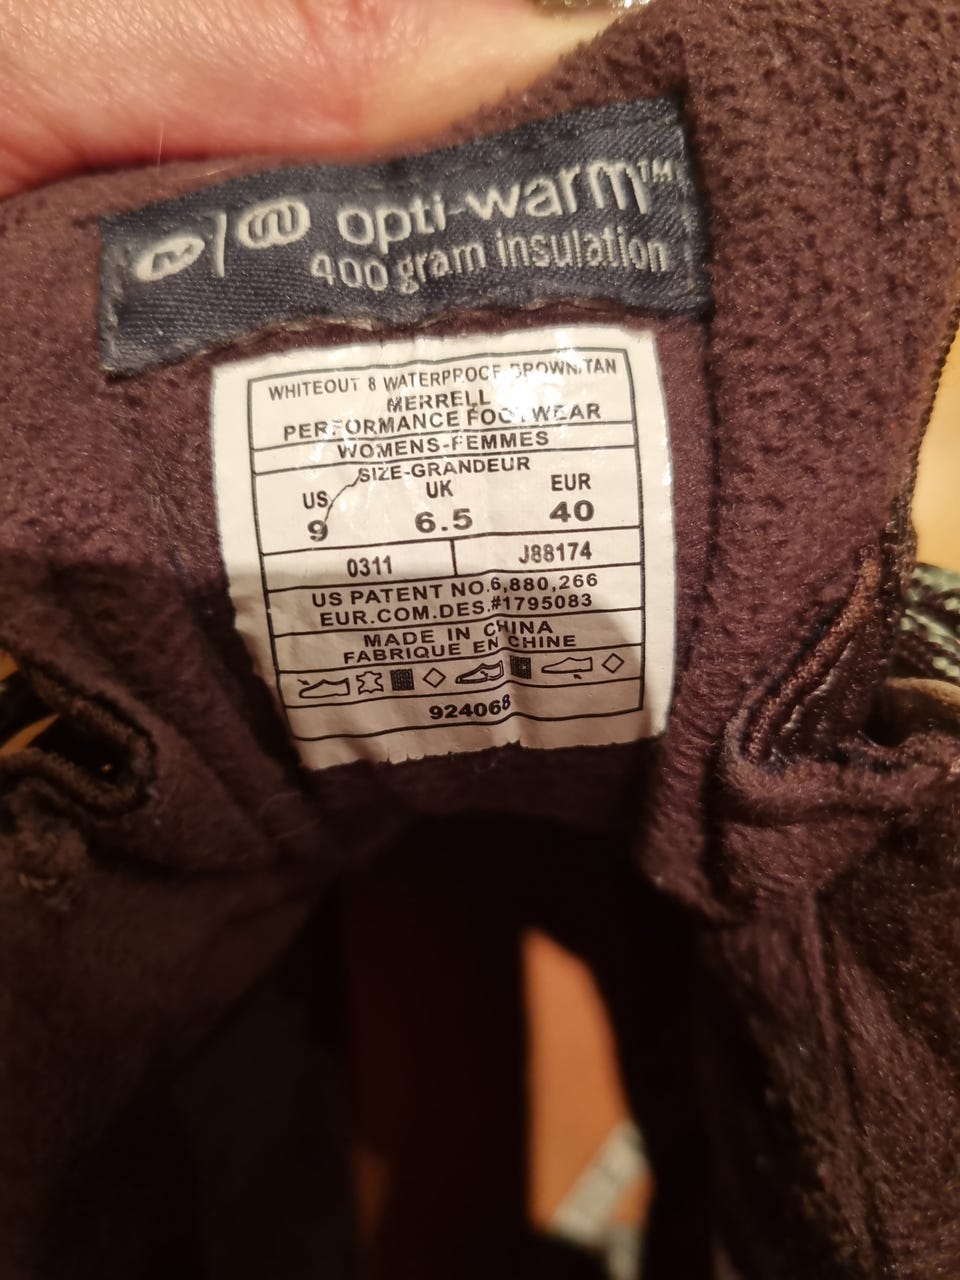 opti-warm™
400 gram insulation
WHITEOUT 8 WATERPROOF BROWN/TAN
MERRELL
PERFORMANCE FOOTWEAR
WOMENS-FEMMES
SIZE-GRANDEUR
US UK EUR
9 6.5 40
0311 J88174
US PATENT NO.6,880,266
EUR.COM.DES.#1795083
MADE IN CHINA
FABRIQUE EN CHINE
924068